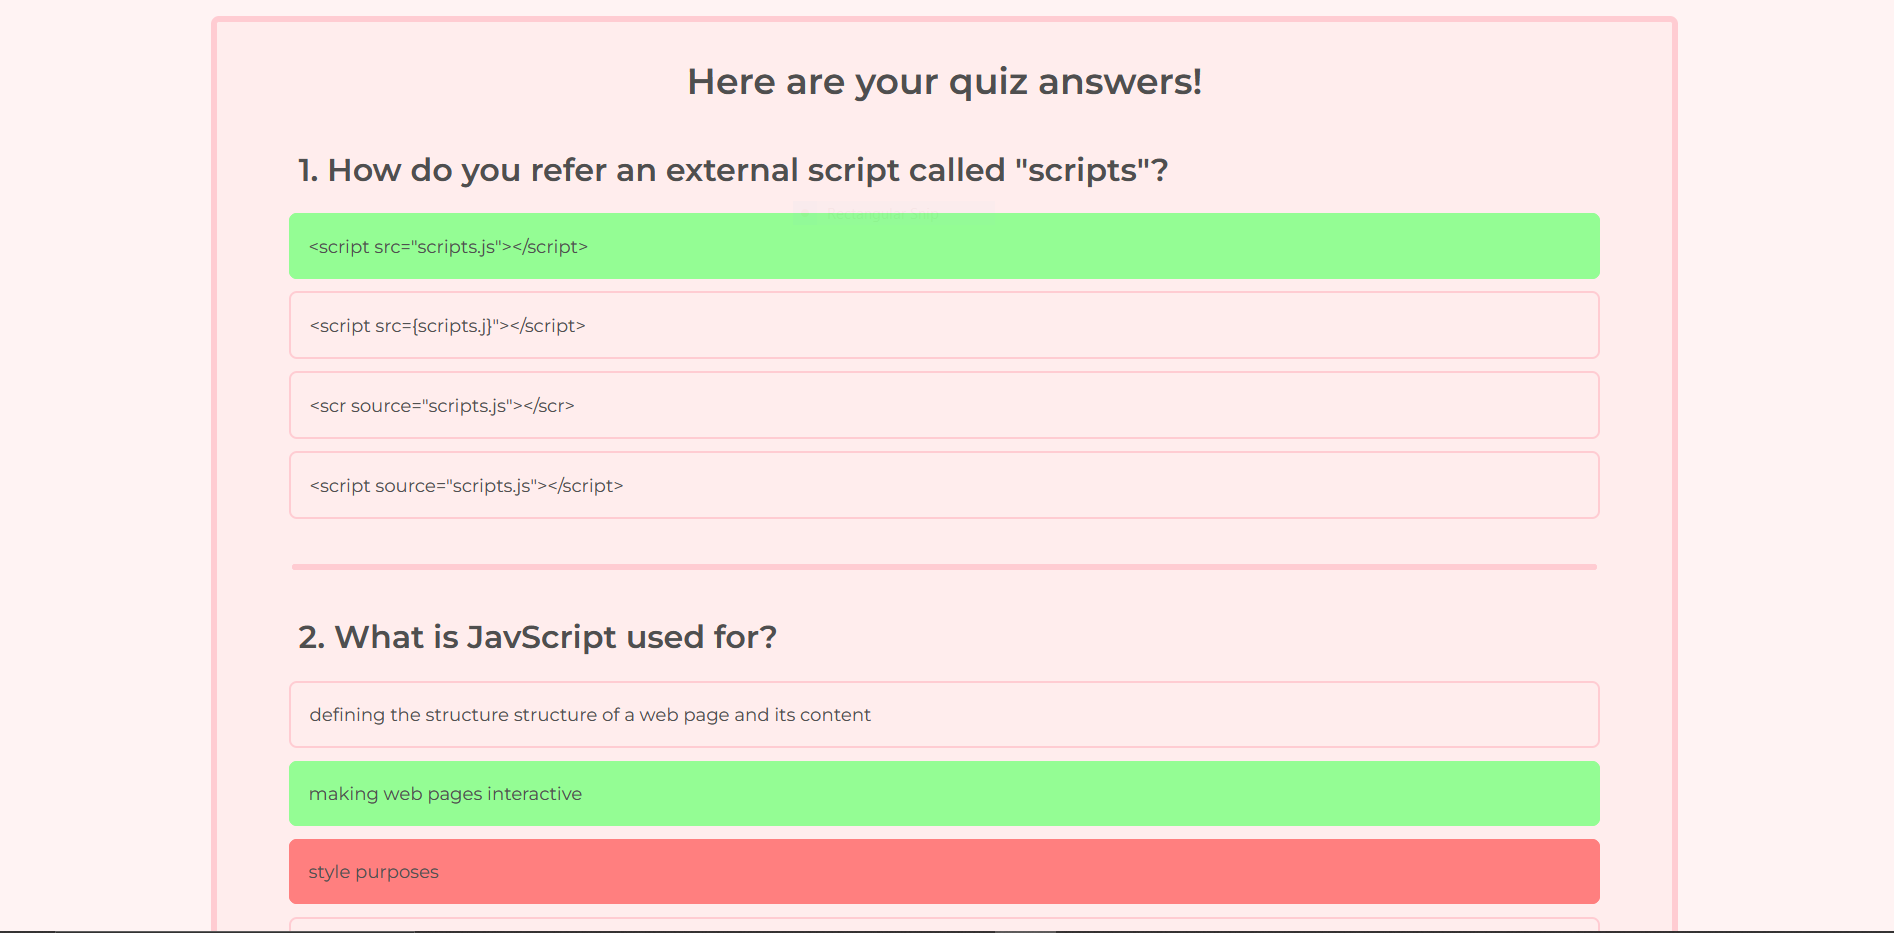 Here are your quiz answers!
1. How do you refer an external script called "scripts"?
<script src="scripts.js"></script>
<script src={scripts.j}"></script>
<scr source="scripts.js"></scr>
<script source="scripts.js"></script>
2. What is JavScript used for?
defining the structure structure of a web page and its content
making web pages interactive
style purposes